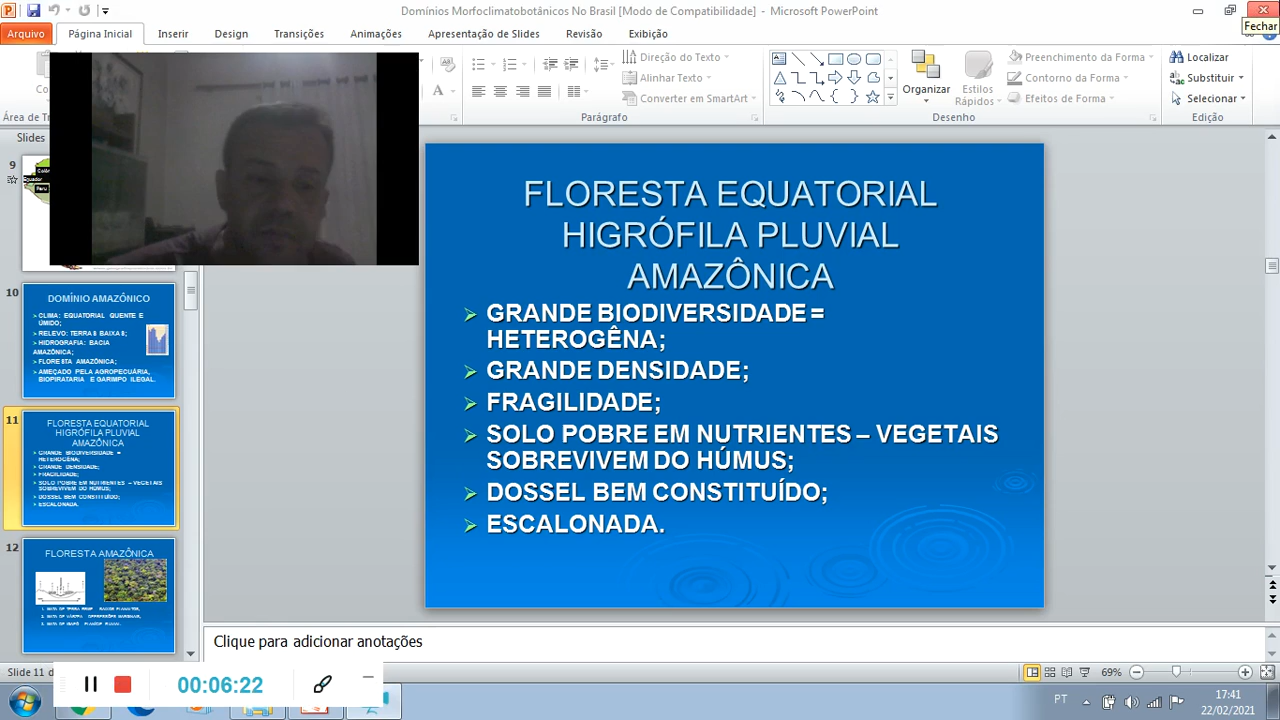 Domínios Morfoclimatobotânicos No Brasil [Modo de Compatibilidade] - Microsoft PowerPoint
Fechar
Arquivo Página Inicial Inserir Design Transições Animações Apresentação de Slides Revisão Exibição
Direção do Texto
Alinhar Texto
Converter em SmartArt
Organizar
Estilos Rápidos
Preenchimento da Forma
Contorno da Forma
Efeitos de Forma
Localizar
Substituir
Selecionar
Parágrafo Desenho Edição
Slides
9
Equador
Peru
10
DOMÍNIO AMAZÔNICO
CLIMA: EQUATORIAL QUENTE E
ÚMIDO;
RELEVO: TERRAS BAIXAS;
HIDROGRAFIA: BACIA
AMAZÔNICA;
FLORESTA AMAZÔNICA;
AMEÇADO PELA AGROPECUÁRIA,
BIOPIRATARIA E GARIMPO ILEGAL.
11
FLORESTA EQUATORIAL
HIGRÓFILA PLUVIAL
AMAZÔNICA
GRANDE BIODIVERSIDADE =
HETEROGÊNA;
GRANDE DENSIDADE;
FRAGILIDADE;
SOLO POBRE EM NUTRIENTES – VEGETAIS
SOBREVIVEM DO HÚMUS;
DOSSEL BEM CONSTITUÍDO;
ESCALONADA.
12
FLORESTA AMAZÔNICA
FLORESTA EQUATORIAL
HIGRÓFILA PLUVIAL
AMAZÔNICA
GRANDE BIODIVERSIDADE =
HETEROGÊNA;
GRANDE DENSIDADE;
FRAGILIDADE;
SOLO POBRE EM NUTRIENTES – VEGETAIS
SOBREVIVEM DO HÚMUS;
DOSSEL BEM CONSTITUÍDO;
ESCALONADA.
Clique para adicionar anotações
Slide 11 d
69%
00:06:22
PT
17:41
22/02/2021